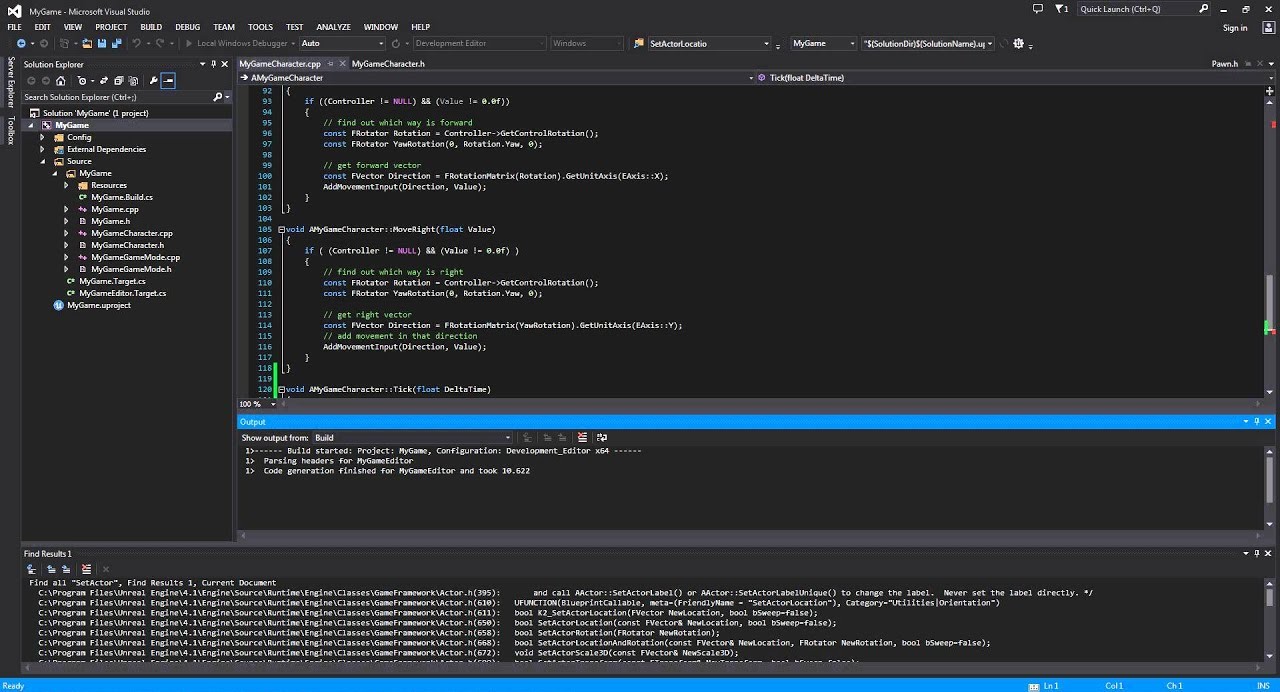 MyGame - Microsoft Visual Studio
1
Quick Launch (Ctrl+Q)
FILE EDIT VIEW PROJECT BUILD DEBUG TEAM TOOLS TEST ANALYZE WINDOW HELP
Sign in
Local Windows Debugger Auto Development Editor Windows SetActorLocatio MyGame "$(SolutionDir)$(SolutionName).u
Server Explorer
Toolbox
Solution Explorer
Search Solution Explorer (Ctrl+;)
Solution 'MyGame' (1 project)
MyGame
Config
External Dependencies
Source
MyGame
Resources
MyGame.Build.cs
MyGame.cpp
MyGame.h
MyGameCharacter.cpp
MyGameCharacter.h
MyGameGameMode.cpp
MyGameGameMode.h
MyGame.Target.cs
MyGameEditor.Target.cs
MyGame.uproject
MyGameCharacter.cpp MyGameCharacter.h Pawn.h
AMyGameCharacter Tick(float DeltaTime)
92 {
93 if ((Controller != NULL) && (Value != 0.0f))
94 {
95 // find out which way is forward
96 const FRotator Rotation = Controller->GetControlRotation();
97 const FRotator YawRotation(0, Rotation.Yaw, 0);
98
99 // get forward vector
100 const FVector Direction = FRotationMatrix(Rotation).GetUnitAxis(EAxis::X);
101 AddMovementInput(Direction, Value);
102 }
103 }
104
105 void AMyGameCharacter::MoveRight(float Value)
106 {
107 if ( (Controller != NULL) && (Value != 0.0f) )
108 {
109 // find out which way is right
110 const FRotator Rotation = Controller->GetControlRotation();
111 const FRotator YawRotation(0, Rotation.Yaw, 0);
112
113 // get right vector
114 const FVector Direction = FRotationMatrix(YawRotation).GetUnitAxis(EAxis::Y);
115 // add movement in that direction
116 AddMovementInput(Direction, Value);
117 }
118 }
119
120 void AMyGameCharacter::Tick(float DeltaTime)
100 %
Output
Show output from: Build
1>------ Build started: Project: MyGame, Configuration: Development_Editor x64 ------
1> Parsing headers for MyGameEditor
1> Code generation finished for MyGameEditor and took 10.622
Find Results 1
Find all "SetActor", Find Results 1, Current Document
C:\Program Files\Unreal Engine\4.1\Engine\Source\Runtime\Engine\Classes\GameFramework\Actor.h(395): and call AActor::SetActorLabel() or AActor::SetActorLabelUnique() to change the label. Never set the label directly. */
C:\Program Files\Unreal Engine\4.1\Engine\Source\Runtime\Engine\Classes\GameFramework\Actor.h(610): UFUNCTION(BlueprintCallable, meta=(FriendlyName = "SetActorLocation"), Category="Utilities|Orientation")
C:\Program Files\Unreal Engine\4.1\Engine\Source\Runtime\Engine\Classes\GameFramework\Actor.h(611): bool K2_SetActorLocation(FVector NewLocation, bool bSweep=false);
C:\Program Files\Unreal Engine\4.1\Engine\Source\Runtime\Engine\Classes\GameFramework\Actor.h(650): bool SetActorLocation(const FVector& NewLocation, bool bSweep=false);
C:\Program Files\Unreal Engine\4.1\Engine\Source\Runtime\Engine\Classes\GameFramework\Actor.h(658): bool SetActorRotation(FRotator NewRotation);
C:\Program Files\Unreal Engine\4.1\Engine\Source\Runtime\Engine\Classes\GameFramework\Actor.h(668): bool SetActorLocationAndRotation(const FVector& NewLocation, FRotator NewRotation, bool bSweep=false);
C:\Program Files\Unreal Engine\4.1\Engine\Source\Runtime\Engine\Classes\GameFramework\Actor.h(672): void SetActorScale3D(const FVector& NewScale3D);
Ready Ln 1 Col 1 Ch 1 INS